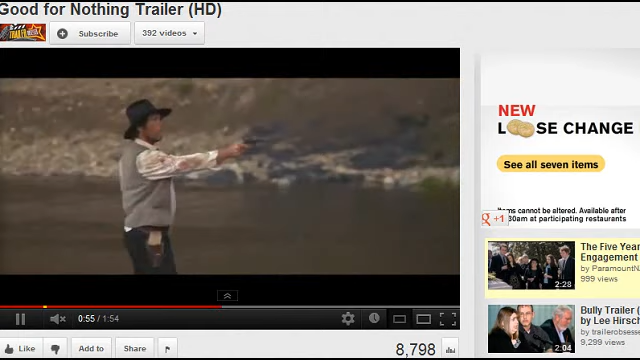 Good for Nothing Trailer (HD)
Subscribe
392 videos
0:55 / 1:54
Like
Add to
Share
8,798
NEW
LOOSE CHANGE
See all seven items
Items cannot be altered. Available after
30am at participating restaurants
+1
The Five Year
Engagement
by ParamountN
999 views
2:28
Bully Trailer (
by Lee Hirsch
by trailerobses
9,299 views
2:04